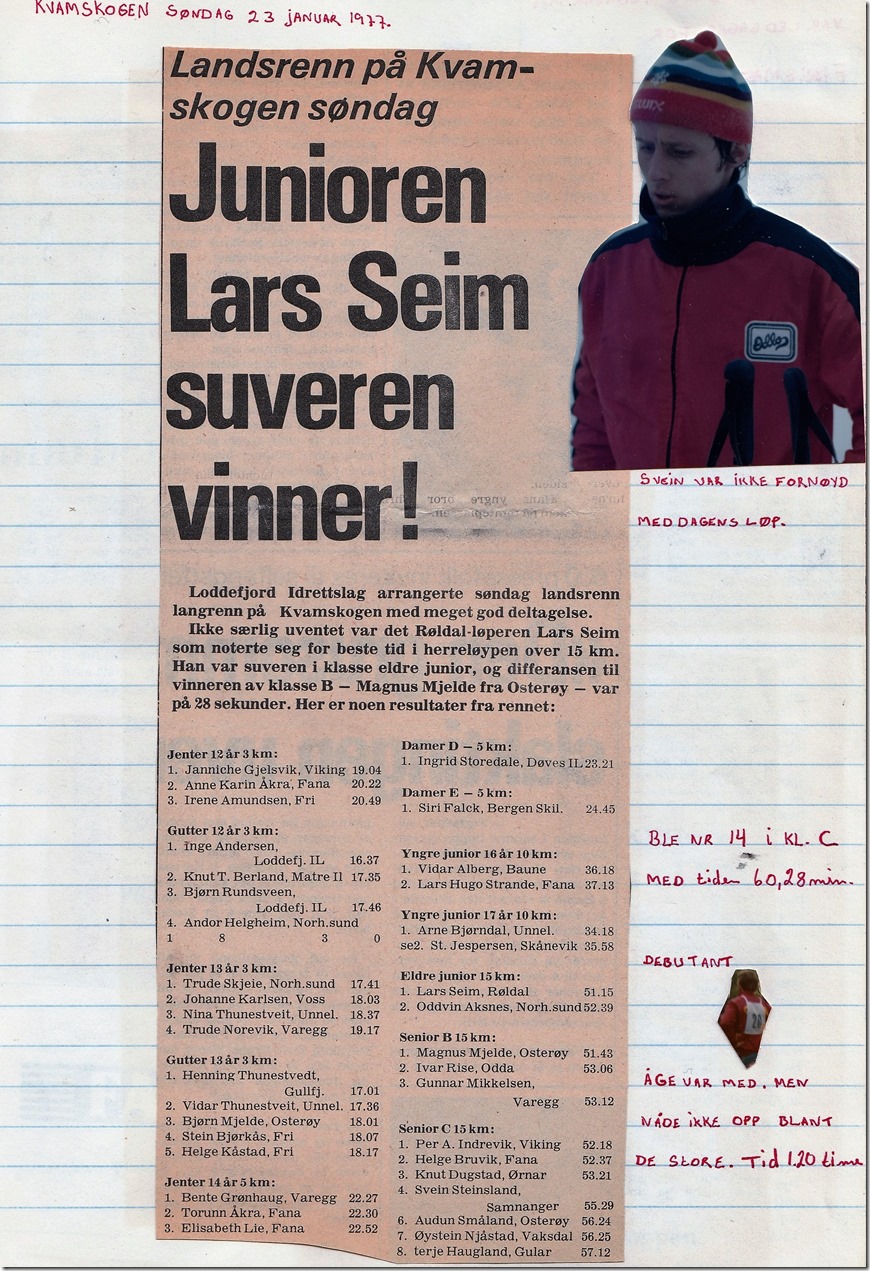 KVAMSKOGEN SØNDAG 23 JANUAR 1977.
Landsrenn på Kvam-
skogen søndag
Junioren
Lars Seim
suveren
vinner!
Swix
Odlo
SVEIN VAR IKKE FORNØYD
MED DAGENS LØP.
Loddefjord Idrettslag arrangerte søndag landsrenn
langrenn på Kvamskogen med meget god deltagelse.
Ikke særlig uventet var det Røldal-løperen Lars Seim
som noterte seg for beste tid i herreløypen over 15 km.
Han var suveren i klasse eldre junior, og differansen til
vinneren av klasse B — Magnus Mjelde fra Osterøy — var
på 28 sekunder. Her er noen resultater fra rennet:
Jenter 12 år 3 km:
1. Janniche Gjelsvik, Viking 19.04
2. Anne Karin Åkra, Fana 20.22
3. Irene Amundsen, Fri 20.49
Gutter 12 år 3 km:
1. Inge Andersen,
Loddefj. IL 16.37
2. Knut T. Berland, Matre Il 17.35
3. Bjørn Rundsveen,
Loddefj. IL 17.46
4. Andor Helgheim, Norh.sund
1 8 3 0
Jenter 13 år 3 km:
1. Trude Skjeie, Norh.sund 17.41
2. Johanne Karlsen, Voss 18.03
3. Nina Thunestveit, Unnel. 18.37
4. Trude Norevik, Varegg 19.17
Gutter 13 år 3 km:
1. Henning Thunestvedt,
Gullfj. 17.01
2. Vidar Thunestveit, Unnel. 17.36
3. Bjørn Mjelde, Osterøy 18.01
4. Stein Bjørkås, Fri 18.07
5. Helge Kåstad, Fri 18.17
Jenter 14 år 5 km:
1. Bente Grønhaug, Varegg 22.27
2. Torunn Åkra, Fana 22.30
3. Elisabeth Lie, Fana 22.52
Damer D — 5 km:
1. Ingrid Storedale, Døves IL 23.21
Damer E — 5 km:
1. Siri Falck, Bergen Skil. 24.45
Yngre junior 16 år 10 km:
1. Vidar Alberg, Baune 36.18
2. Lars Hugo Strande, Fana 37.13
Yngre junior 17 år 10 km:
1. Arne Bjørndal, Unnel. 34.18
se2. St. Jespersen, Skånevik 35.58
Eldre junior 15 km:
1. Lars Seim, Røldal 51.15
2. Oddvin Aksnes, Norh.sund 52.39
Senior B 15 km:
1. Magnus Mjelde, Osterøy 51.43
2. Ivar Rise, Odda 53.06
3. Gunnar Mikkelsen,
Varegg 53.12
Senior C 15 km:
1. Per A. Indrevik, Viking 52.18
2. Helge Bruvik, Fana 52.37
3. Knut Dugstad, Ørnar 53.21
4. Svein Steinsland,
Samnanger 55.29
6. Audun Småland, Osterøy 56.24
7. Øystein Njåstad, Vaksdal 56.25
8. terje Haugland, Gular 57.12
BLE NR 14 i KL. C
MED tiden 60,28 min.
DEBUTANT
28
ÅGE VAR MED, MEN
NÅDE IKKE OPP BLANT
DE STORE. Tid 1.20 time